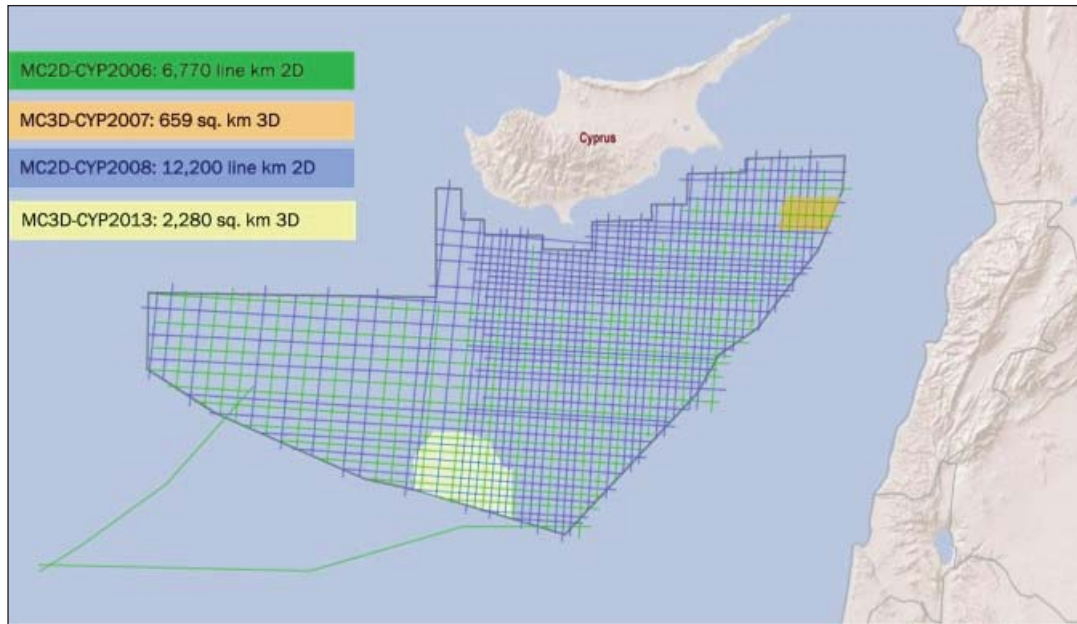 MC2D-CYP2006: 6,770 line km 2D
MC3D-CYP2007: 659 sq. km 3D
MC2D-CYP2008: 12,200 line km 2D
MC3D-CYP2013: 2,280 sq. km 3D
Cyprus